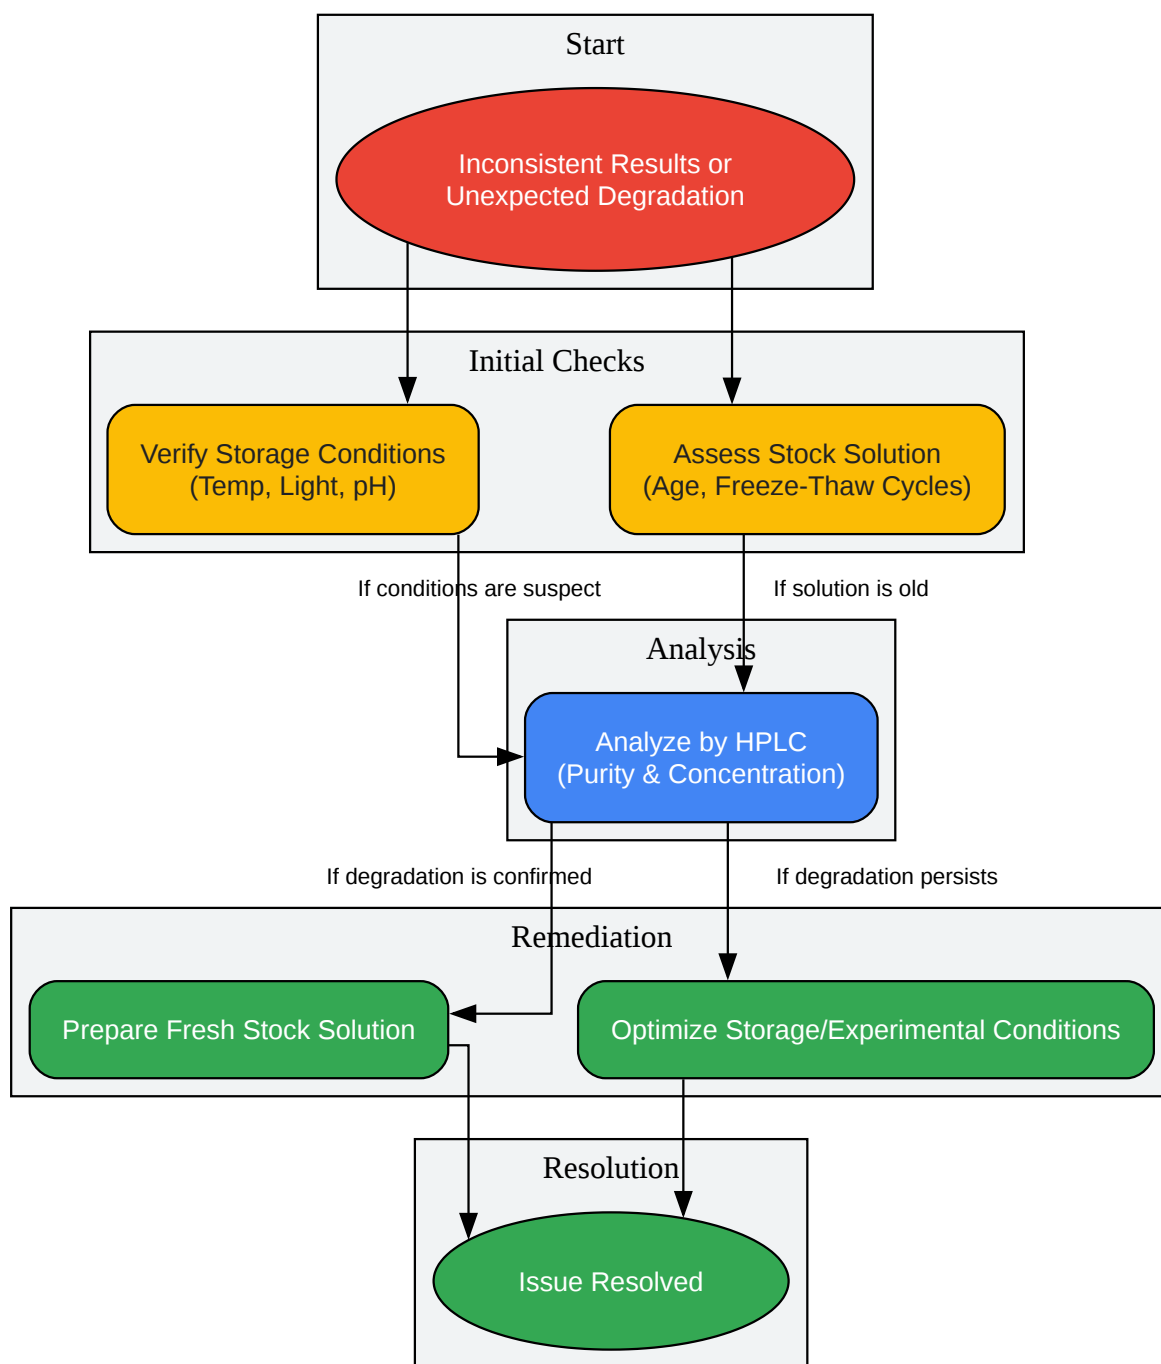 Start
Inconsistent Results or
Unexpected Degradation
Initial Checks
Verify Storage Conditions
(Temp, Light, pH)
Assess Stock Solution
(Age, Freeze-Thaw Cycles)
If conditions are suspect
If solution is old
Analysis
Analyze by HPLC
(Purity & Concentration)
If degradation is confirmed
If degradation persists
Remediation
Prepare Fresh Stock Solution
Optimize Storage/Experimental Conditions
Resolution
Issue Resolved